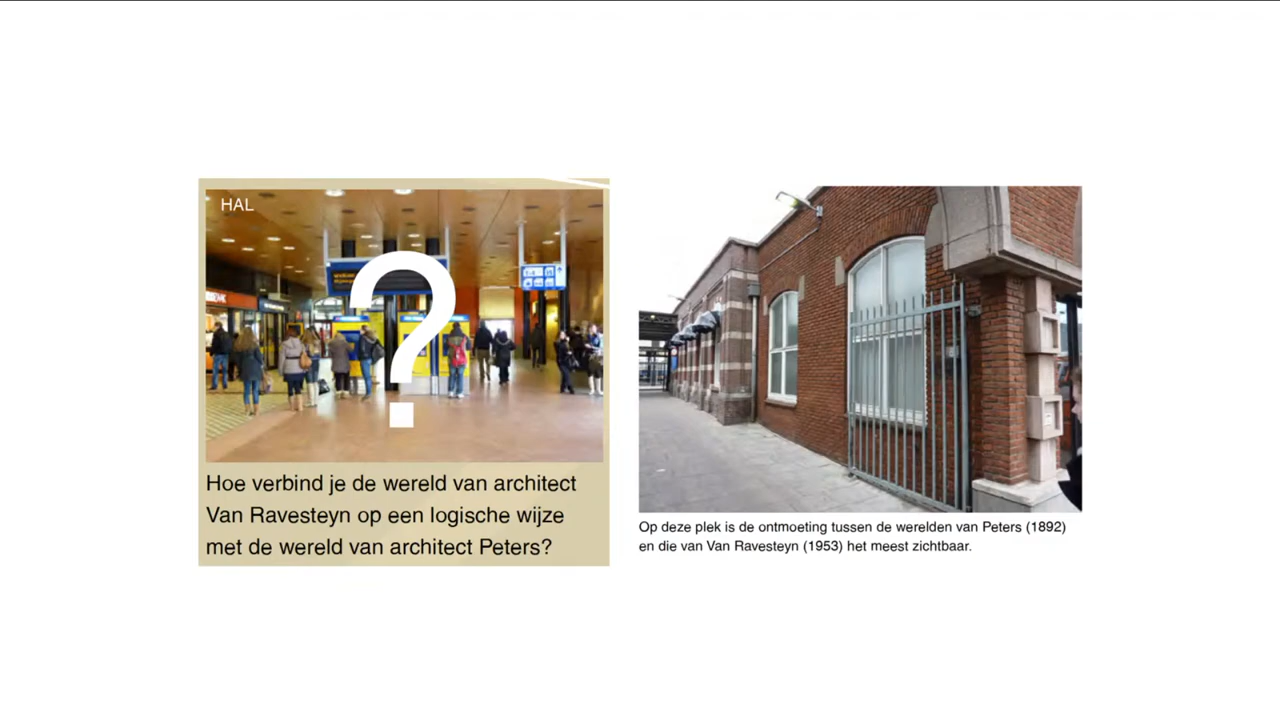 HAL
?
Hoe verbind je de wereld van architect
Van Ravesteyn op een logische wijze
met de wereld van architect Peters?
Op deze plek is de ontmoeting tussen de werelden van Peters (1892)
en die van Van Ravesteyn (1953) het meest zichtbaar.